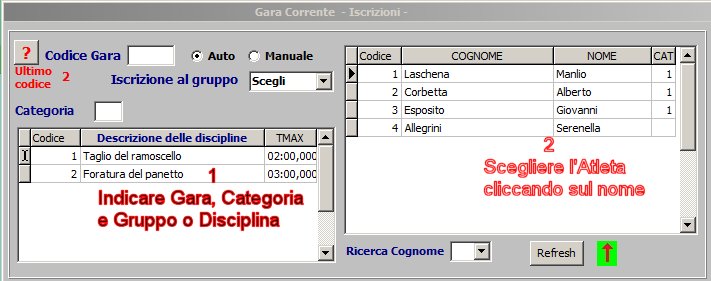 Gara Corrente - Iscrizioni -
? Codice Gara Auto Manuale
Ultimo codice 2
Iscrizione al gruppo Scegli
Categoria
Codice Descrizione delle discipline TMAX
1 Taglio del ramoscello 02:00,000
2 Foratura del panetto 03:00,000
1
Indicare Gara, Categoria
e Gruppo o Disciplina
Codice COGNOME NOME CAT
1 Laschena Manlio 1
2 Corbetta Alberto 1
3 Esposito Giovanni 1
4 Allegrini Serenella
2
Scegliere l'Atleta
cliccando sul nome
Ricerca Cognome Refresh